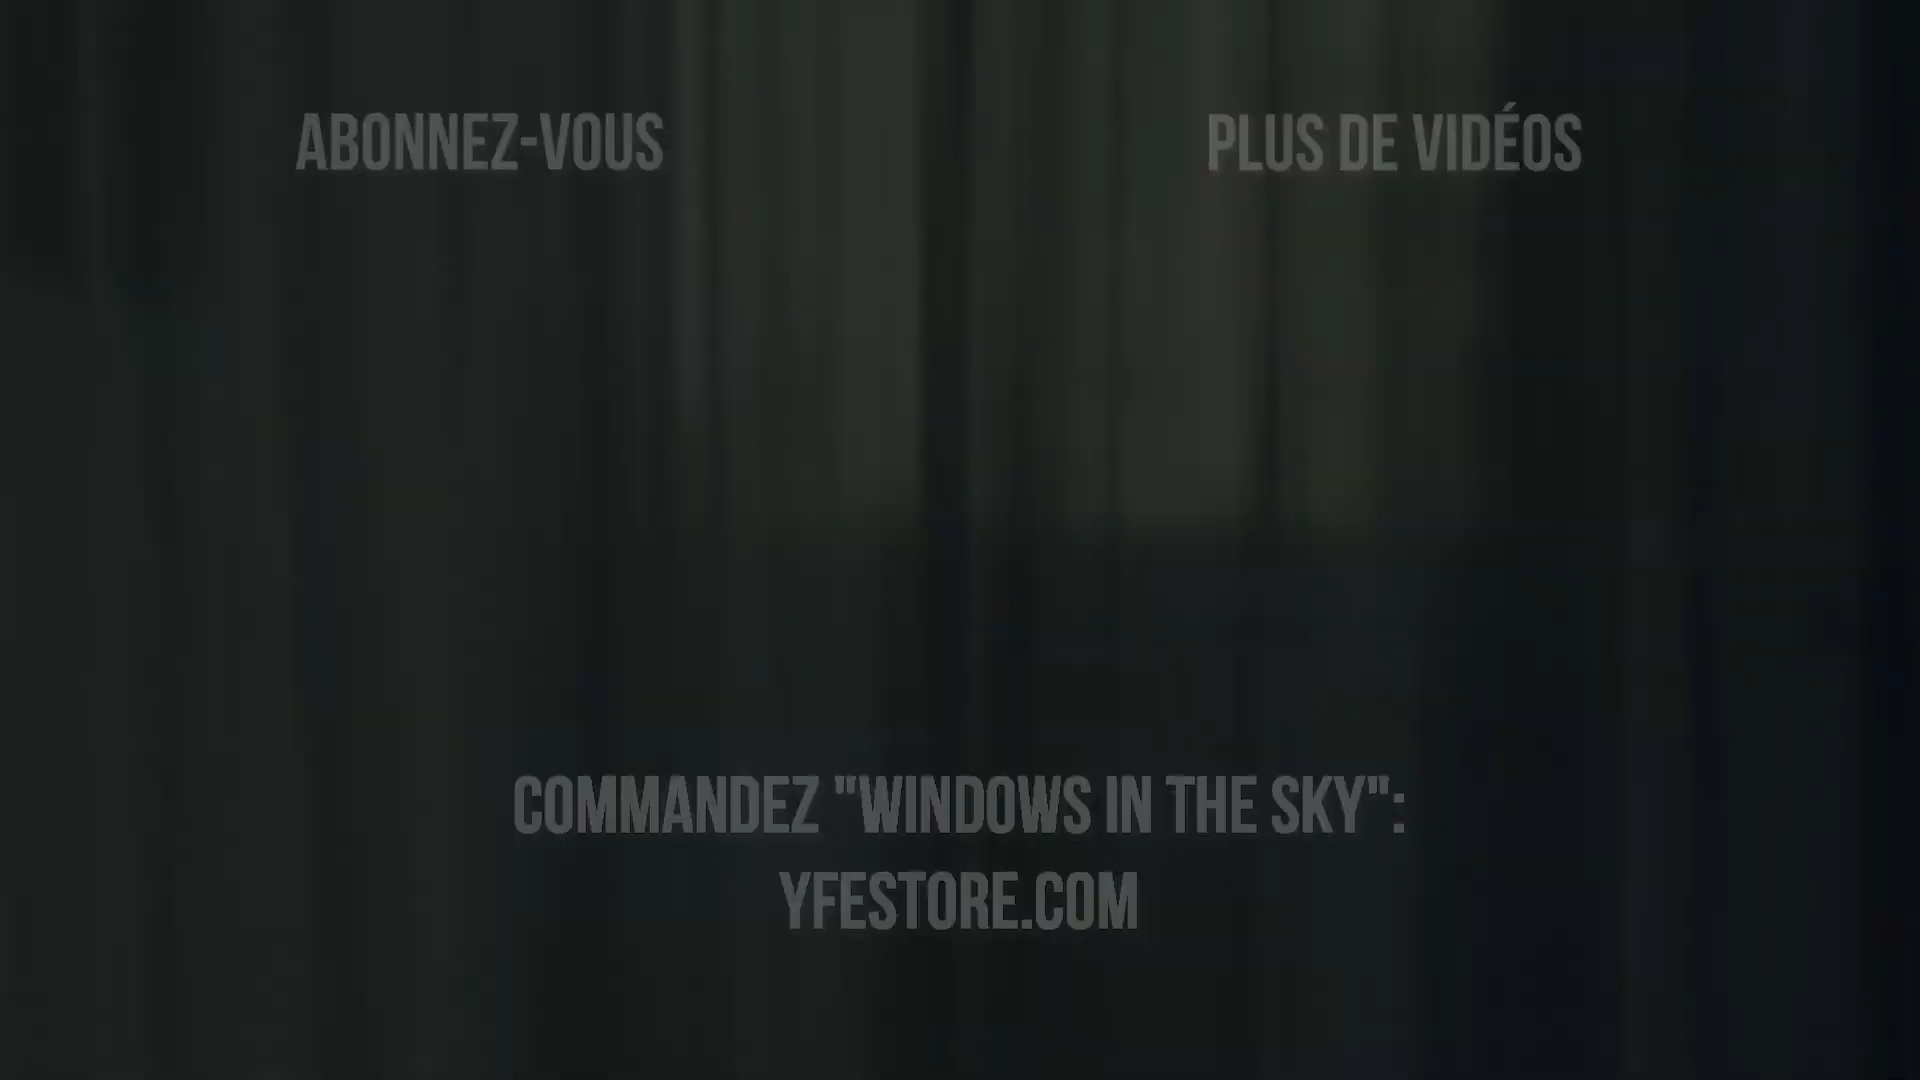 ABONNEZ-VOUS
PLUS DE VIDÉOS
COMMANDEZ "WINDOWS IN THE SKY":
YFESTORE.COM